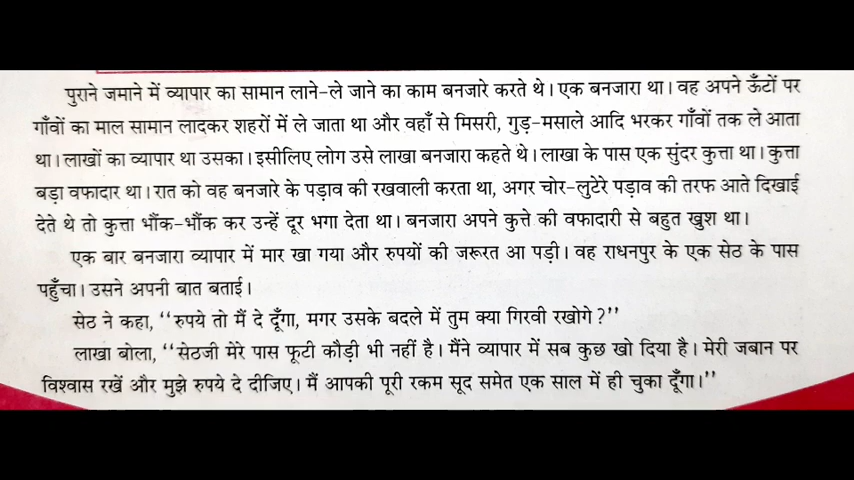 पुराने जमाने में व्यापार का सामान लाने-ले जाने का काम बनजारे करते थे। एक बनजारा था। वह अपने ऊँटों पर
गाँवों का माल सामान लादकर शहरों में ले जाता था और वहाँ से मिसरी, गुड़-मसाले आदि भरकर गाँवों तक ले आता
था। लाखों का व्यापार था उसका। इसीलिए लोग उसे लाखा बनजारा कहते थे। लाखा के पास एक सुंदर कुत्ता था। कुत्ता
बड़ा वफादार था। रात को वह बनजारे के पड़ाव की रखवाली करता था, अगर चोर-लुटेरे पड़ाव की तरफ आते दिखाई
देते थे तो कुत्ता भौंक-भौंक कर उन्हें दूर भगा देता था। बनजारा अपने कुत्ते की वफादारी से बहुत खुश था।
एक बार बनजारा व्यापार में मार खा गया और रुपयों की जरूरत आ पड़ी। वह राधनपुर के एक सेठ के पास
पहुँचा। उसने अपनी बात बताई।
सेठ ने कहा, ‘‘रुपये तो मैं दे दूँगा, मगर उसके बदले में तुम क्या गिरवी रखोगे?’’
लाखा बोला, ‘‘सेठजी मेरे पास फूटी कौड़ी भी नहीं है। मैंने व्यापार में सब कुछ खो दिया है। मेरी जबान पर
विश्वास रखें और मुझे रुपये दे दीजिए। मैं आपकी पूरी रकम सूद समेत एक साल में ही चुका दूँगा।’’